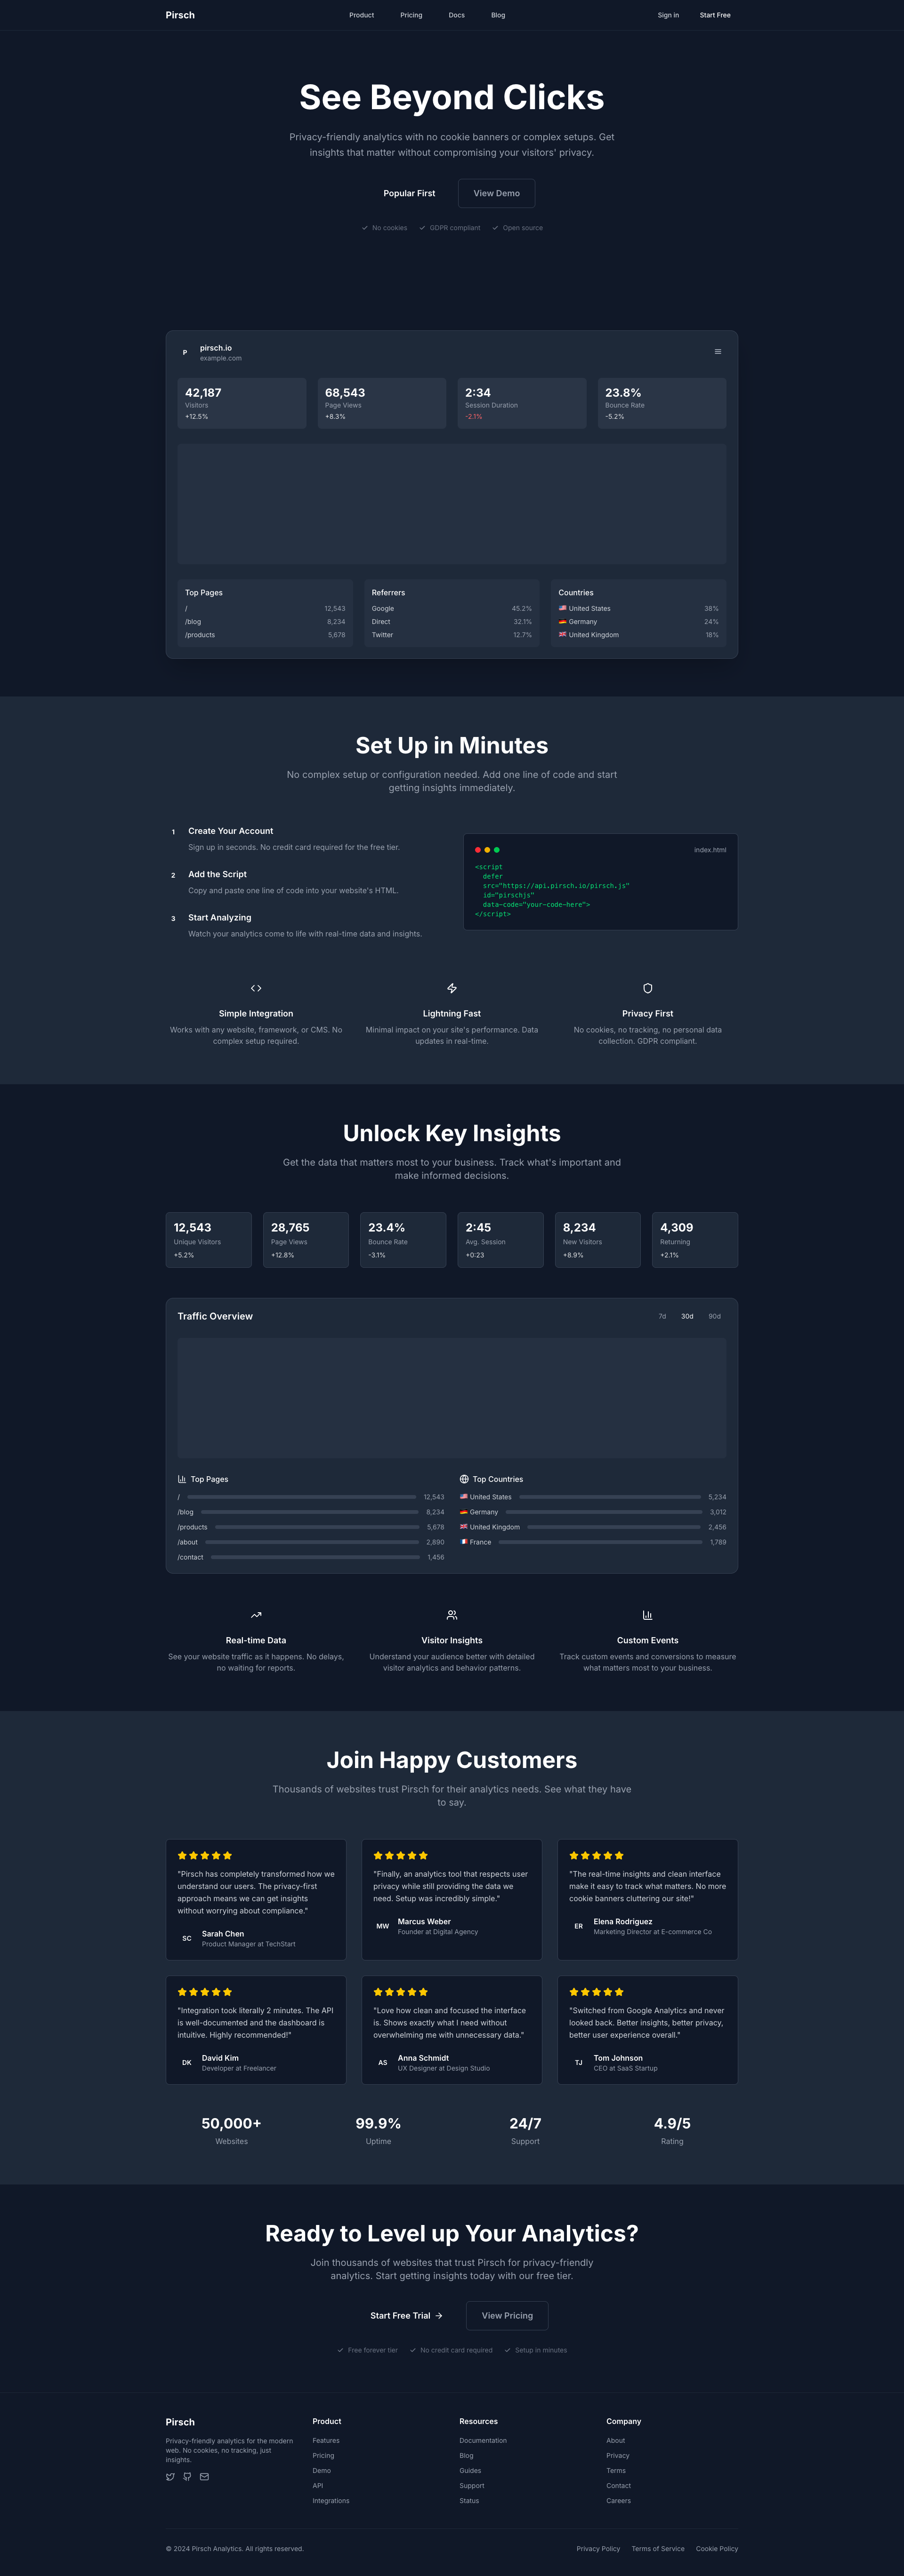 Pirsch
Product
Pricing
Docs
Blog
Sign in
Start Free
See Beyond Clicks
Privacy-friendly analytics with no cookie banners or complex setups. Get
insights that matter without compromising your visitors' privacy.
Popular First
View Demo
No cookies
GDPR compliant
Open source
P
pirsch.io
example.com
42,187
Visitors
+12.5%
68,543
Page Views
+8.3%
2:34
Session Duration
-2.1%
23.8%
Bounce Rate
-5.2%
Top Pages
/ 12,543
/blog 8,234
/products 5,678
Referrers
Google 45.2%
Direct 32.1%
Twitter 12.7%
Countries
United States 38%
Germany 24%
United Kingdom 18%
Set Up in Minutes
No complex setup or configuration needed. Add one line of code and start
getting insights immediately.
1
Create Your Account
Sign up in seconds. No credit card required for the free tier.
2
Add the Script
Copy and paste one line of code into your website's HTML.
3
Start Analyzing
Watch your analytics come to life with real-time data and insights.
index.html
<script
defer
src="https://api.pirsch.io/pirsch.js"
id="pirschjs"
data-code="your-code-here">
</script>
Simple Integration
Works with any website, framework, or CMS. No
complex setup required.
Lightning Fast
Minimal impact on your site's performance. Data
updates in real-time.
Privacy First
No cookies, no tracking, no personal data
collection. GDPR compliant.
Unlock Key Insights
Get the data that matters most to your business. Track what's important and
make informed decisions.
12,543
Unique Visitors
+5.2%
28,765
Page Views
+12.8%
23.4%
Bounce Rate
-3.1%
2:45
Avg. Session
+0:23
8,234
New Visitors
+8.9%
4,309
Returning
+2.1%
Traffic Overview
7d
30d
90d
Top Pages
/ 12,543
/blog 8,234
/products 5,678
/about 2,890
/contact 1,456
Top Countries
United States 5,234
Germany 3,012
United Kingdom 2,456
France 1,789
Real-time Data
See your website traffic as it happens. No delays,
no waiting for reports.
Visitor Insights
Understand your audience better with detailed
visitor analytics and behavior patterns.
Custom Events
Track custom events and conversions to measure
what matters most to your business.
Join Happy Customers
Thousands of websites trust Pirsch for their analytics needs. See what they have
to say.
"Pirsch has completely transformed how we
understand our users. The privacy-first
approach means we can get insights
without worrying about compliance."
SC
Sarah Chen
Product Manager at TechStart
"Finally, an analytics tool that respects user
privacy while still providing the data we
need. Setup was incredibly simple."
MW
Marcus Weber
Founder at Digital Agency
"The real-time insights and clean interface
make it easy to track what matters. No more
cookie banners cluttering our site!"
ER
Elena Rodriguez
Marketing Director at E-commerce Co
"Integration took literally 2 minutes. The API
is well-documented and the dashboard is
intuitive. Highly recommended!"
DK
David Kim
Developer at Freelancer
"Love how clean and focused the interface
is. Shows exactly what I need without
overwhelming me with unnecessary data."
AS
Anna Schmidt
UX Designer at Design Studio
"Switched from Google Analytics and never
looked back. Better insights, better privacy,
better user experience overall."
TJ
Tom Johnson
CEO at SaaS Startup
50,000+
Websites
99.9%
Uptime
24/7
Support
4.9/5
Rating
Ready to Level up Your Analytics?
Join thousands of websites that trust Pirsch for privacy-friendly
analytics. Start getting insights today with our free tier.
Start Free Trial
View Pricing
Free forever tier
No credit card required
Setup in minutes
Pirsch
Privacy-friendly analytics for the modern
web. No cookies, no tracking, just
insights.
Product
Features
Pricing
Demo
API
Integrations
Resources
Documentation
Blog
Guides
Support
Status
Company
About
Privacy
Terms
Contact
Careers
© 2024 Pirsch Analytics. All rights reserved.
Privacy Policy
Terms of Service
Cookie Policy